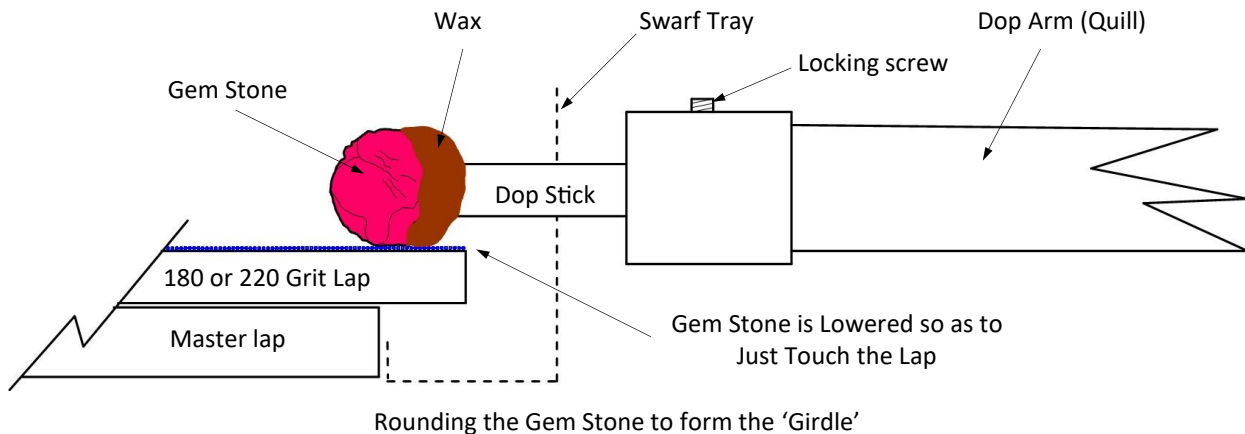 Wax
Swarf Tray
Dop Arm (Quill)
Locking screw
Gem Stone
Dop Stick
180 or 220 Grit Lap
Master lap
Gem Stone is Lowered so as to
Just Touch the Lap
Rounding the Gem Stone to form the ‘Girdle’